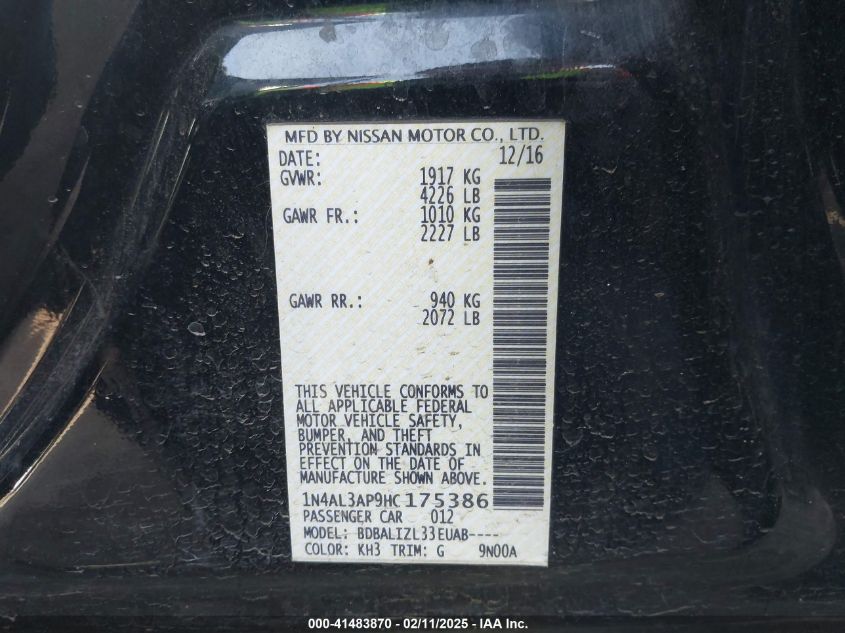 MFD BY NISSAN MOTOR CO., LTD.
DATE: 12/16
GVWR: 1917 KG
4226 LB
GAWR FR.: 1010 KG
2227 LB
GAWR RR.: 940 KG
2072 LB
THIS VEHICLE CONFORMS TO
ALL APPLICABLE FEDERAL
MOTOR VEHICLE SAFETY,
BUMPER, AND THEFT
PREVENTION STANDARDS IN
EFFECT ON THE DATE OF
MANUFACTURE SHOWN ABOVE.
1N4AL3AP9HC175386
PASSENGER CAR 012
MODEL: BDBALIZL33EUAB----
COLOR: KH3 TRIM: G 9N00A
000-41483870 - 02/11/2025 - IAA Inc.